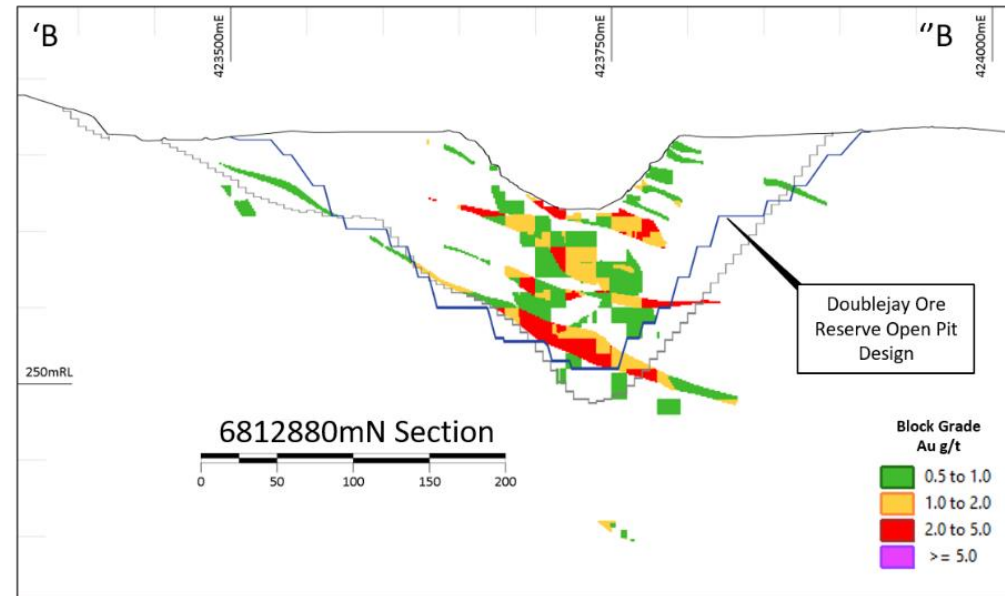 ‘B
423500mE
423750mE
‘’B
424000mE
Doublejay Ore
Reserve Open Pit
Design
250mRL
6812880mN Section
0 50 100 150 200
Block Grade
Au g/t
0.5 to 1.0
1.0 to 2.0
2.0 to 5.0
>= 5.0